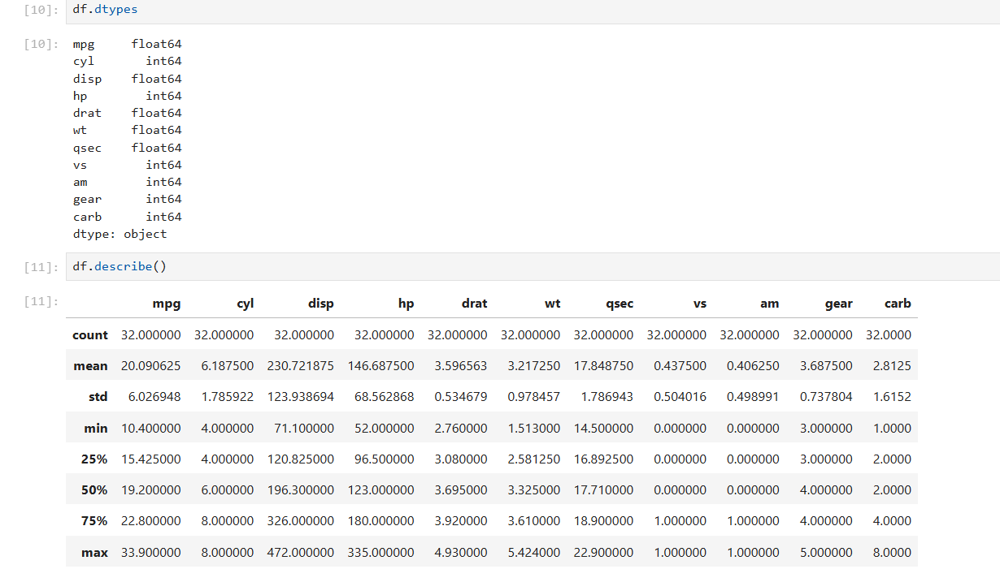 [10]: df.dtypes
[10]: mpg float64
cyl int64
disp float64
hp int64
drat float64
wt float64
qsec float64
vs int64
am int64
gear int64
carb int64
dtype: object
[11]: df.describe()
[11]: mpg cyl disp hp drat wt qsec vs am gear carb
count 32.000000 32.000000 32.000000 32.000000 32.000000 32.000000 32.000000 32.000000 32.000000 32.000000 32.0000
mean 20.090625 6.187500 230.721875 146.687500 3.596563 3.217250 17.848750 0.437500 0.406250 3.687500 2.8125
std 6.026948 1.785922 123.938694 68.562868 0.534679 0.978457 1.786943 0.504016 0.498991 0.737804 1.6152
min 10.400000 4.000000 71.100000 52.000000 2.760000 1.513000 14.500000 0.000000 0.000000 3.000000 1.0000
25% 15.425000 4.000000 120.825000 96.500000 3.080000 2.581250 16.892500 0.000000 0.000000 3.000000 2.0000
50% 19.200000 6.000000 196.300000 123.000000 3.695000 3.325000 17.710000 0.000000 0.000000 4.000000 2.0000
75% 22.800000 8.000000 326.000000 180.000000 3.920000 3.610000 18.900000 1.000000 1.000000 4.000000 4.0000
max 33.900000 8.000000 472.000000 335.000000 4.930000 5.424000 22.900000 1.000000 1.000000 5.000000 8.0000